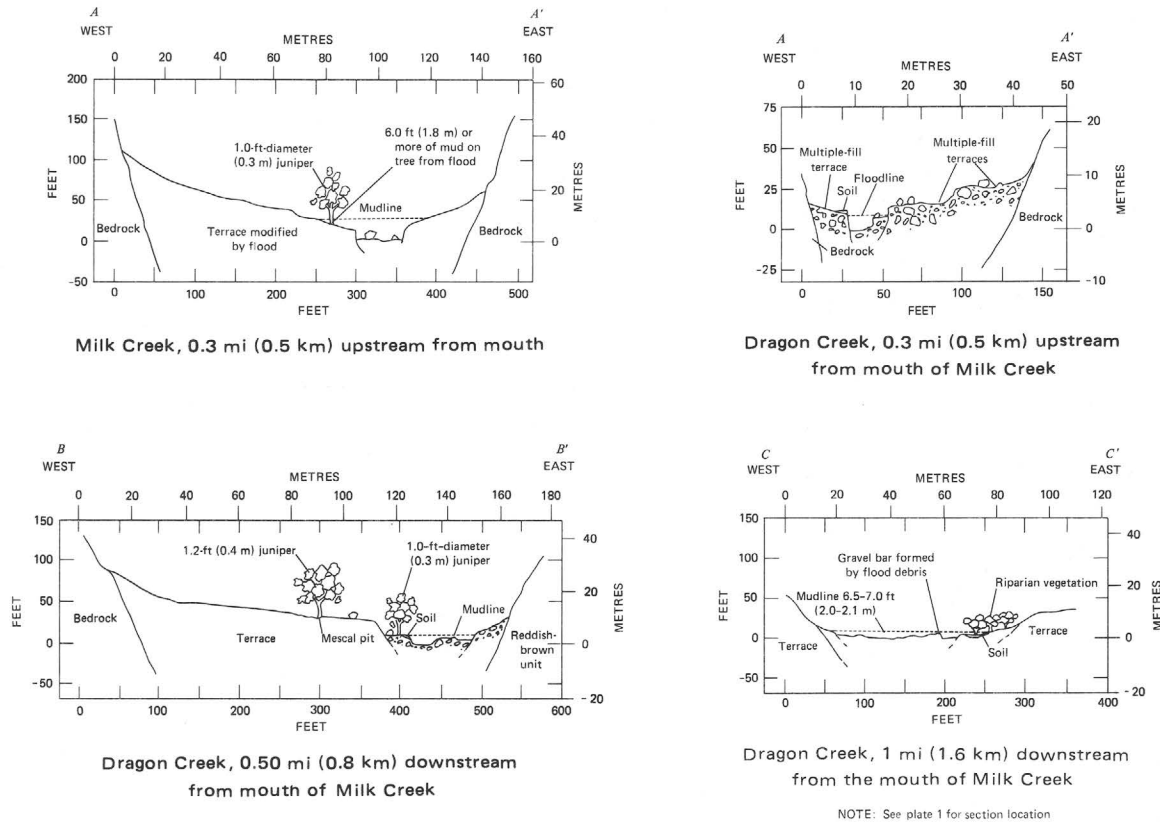 A
WEST
A'
EAST
METRES
0 20 40 60 80 100 120 140 160
200
150
100
50
0
-50
FEET
60
40
20
0
METRES
1.0-ft-diameter
(0.3 m) juniper
6.0 ft (1.8 m) or
more of mud on
tree from flood
Mudline
Bedrock
Terrace modified
by flood
Bedrock
0 100 200 300 400 500
FEET
Milk Creek, 0.3 mi (0.5 km) upstream from mouth
A
WEST
A'
EAST
METRES
0 10 20 30 40 50
75
50
25
0
-25
FEET
20
10
0
-10
METRES
Multiple-fill
terrace
Soil
Floodline
Multiple-fill
terraces
Bedrock
Bedrock
0 50 100 150
FEET
Dragon Creek, 0.3 mi (0.5 km) upstream
from mouth of Milk Creek
B
WEST
B'
EAST
METRES
0 20 40 60 80 100 120 140 160 180
150
100
50
0
-50
FEET
40
20
0
-20
METRES
1.2-ft (0.4 m) juniper
1.0-ft-diameter
(0.3 m) juniper
Soil
Mudline
Bedrock
Terrace
Mescal pit
Reddish-
brown
unit
0 100 200 300 400 500 600
FEET
Dragon Creek, 0.50 mi (0.8 km) downstream
from mouth of Milk Creek
C
WEST
C'
EAST
METRES
0 20 40 60 80 100 120
150
100
50
0
-50
FEET
40
20
0
-20
METRES
Gravel bar formed
by flood debris
Riparian vegetation
Mudline 6.5-7.0 ft
(2.0-2.1 m)
Terrace
Soil
Terrace
0 100 200 300 400
FEET
Dragon Creek, 1 mi (1.6 km) downstream
from the mouth of Milk Creek
NOTE: See plate 1 for section location